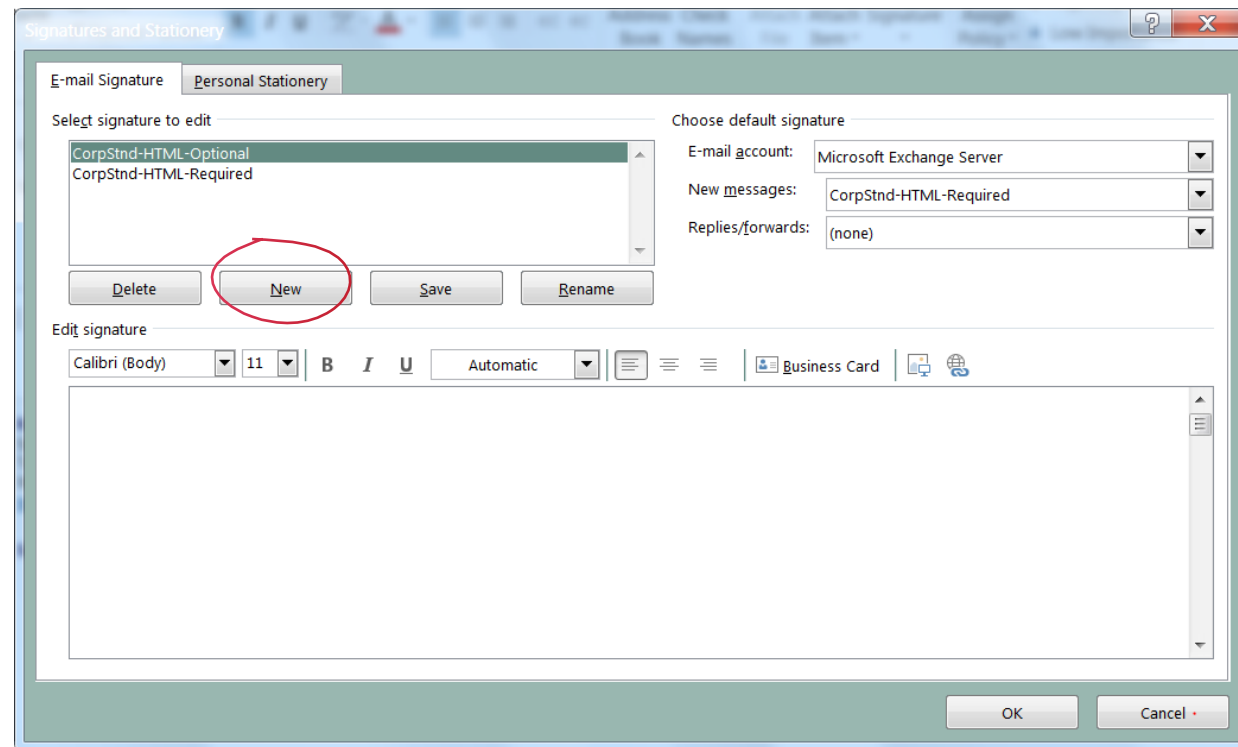 Signatures and Stationery
E-mail Signature
Personal Stationery
Select signature to edit
CorpStnd-HTML-Optional
CorpStnd-HTML-Required
Delete
New
Save
Rename
Choose default signature
E-mail account:
Microsoft Exchange Server
New messages:
CorpStnd-HTML-Required
Replies/forwards:
(none)
Edit signature
Calibri (Body)
11
B
I
U
Automatic
Business Card
OK
Cancel